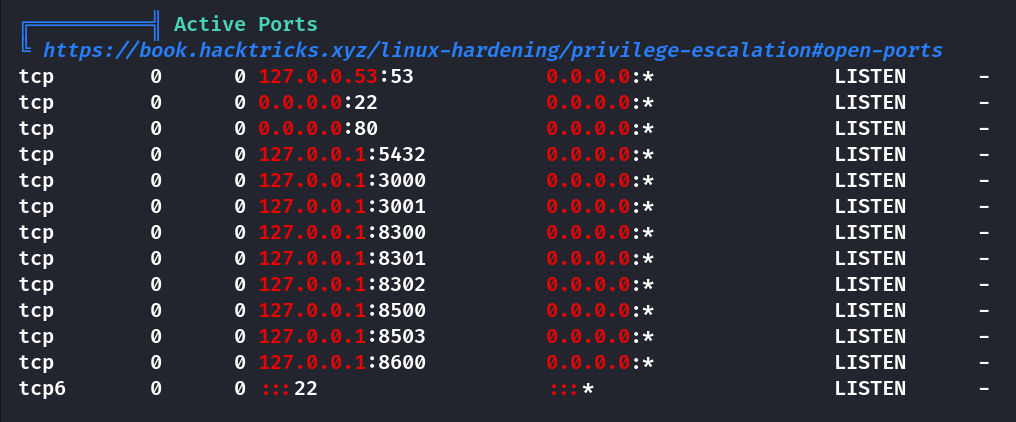 ╔══════════╣ Active Ports
╚ https://book.hacktricks.xyz/linux-hardening/privilege-escalation#open-ports
tcp        0      0 127.0.0.53:53           0.0.0.0:*               LISTEN      -
tcp        0      0 0.0.0.0:22              0.0.0.0:*               LISTEN      -
tcp        0      0 0.0.0.0:80              0.0.0.0:*               LISTEN      -
tcp        0      0 127.0.0.1:5432          0.0.0.0:*               LISTEN      -
tcp        0      0 127.0.0.1:3000          0.0.0.0:*               LISTEN      -
tcp        0      0 127.0.0.1:3001          0.0.0.0:*               LISTEN      -
tcp        0      0 127.0.0.1:8300          0.0.0.0:*               LISTEN      -
tcp        0      0 127.0.0.1:8301          0.0.0.0:*               LISTEN      -
tcp        0      0 127.0.0.1:8302          0.0.0.0:*               LISTEN      -
tcp        0      0 127.0.0.1:8500          0.0.0.0:*               LISTEN      -
tcp        0      0 127.0.0.1:8503          0.0.0.0:*               LISTEN      -
tcp        0      0 127.0.0.1:8600          0.0.0.0:*               LISTEN      -
tcp6       0      0 :::22                   :::*                    LISTEN      -